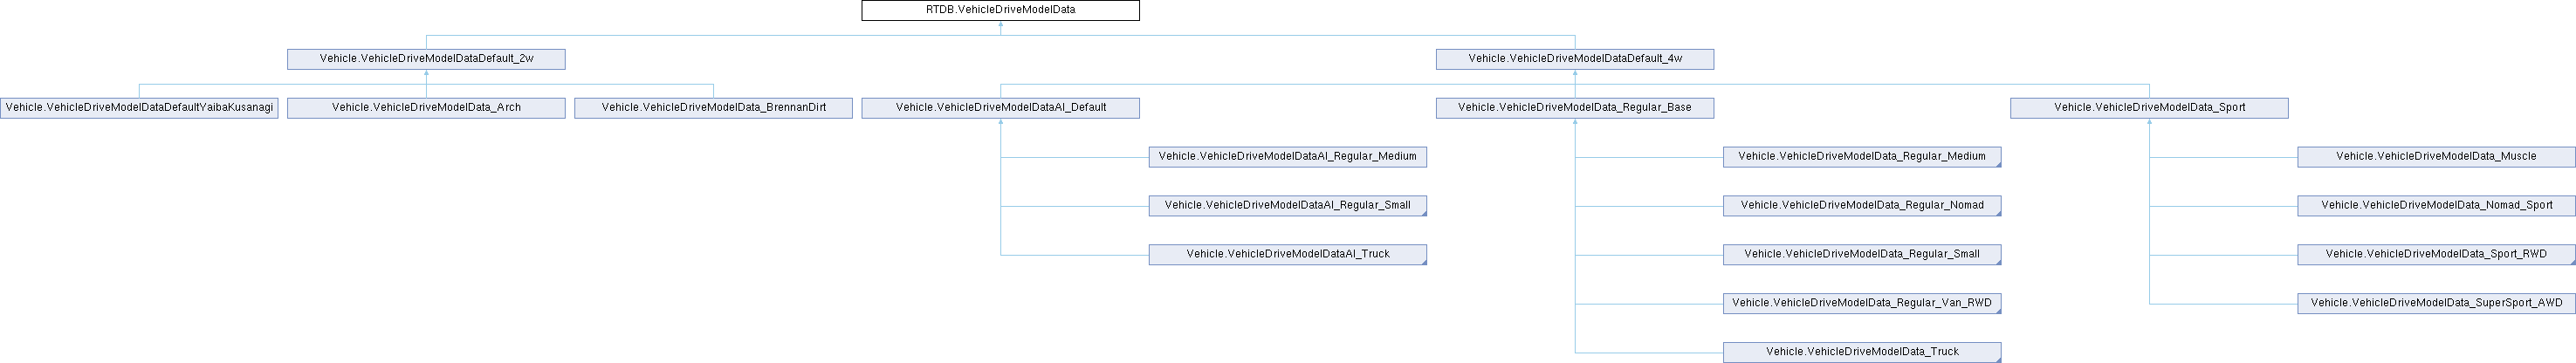 RTDB.VehicleDriveModelData
Vehicle.VehicleDriveModelDataDefault_2w
Vehicle.VehicleDriveModelDataDefault_4w
Vehicle.VehicleDriveModelDataDefaultYaibaKusanagi
Vehicle.VehicleDriveModelData_Arch
Vehicle.VehicleDriveModelData_BrennanDirt
Vehicle.VehicleDriveModelDataAI_Default
Vehicle.VehicleDriveModelData_Regular_Base
Vehicle.VehicleDriveModelData_Sport
Vehicle.VehicleDriveModelDataAI_Regular_Medium
Vehicle.VehicleDriveModelData_Regular_Medium
Vehicle.VehicleDriveModelData_Muscle
Vehicle.VehicleDriveModelDataAI_Regular_Small
Vehicle.VehicleDriveModelData_Regular_Nomad
Vehicle.VehicleDriveModelData_Nomad_Sport
Vehicle.VehicleDriveModelDataAI_Truck
Vehicle.VehicleDriveModelData_Regular_Small
Vehicle.VehicleDriveModelData_Sport_RWD
Vehicle.VehicleDriveModelData_Regular_Van_RWD
Vehicle.VehicleDriveModelData_SuperSport_AWD
Vehicle.VehicleDriveModelData_Truck